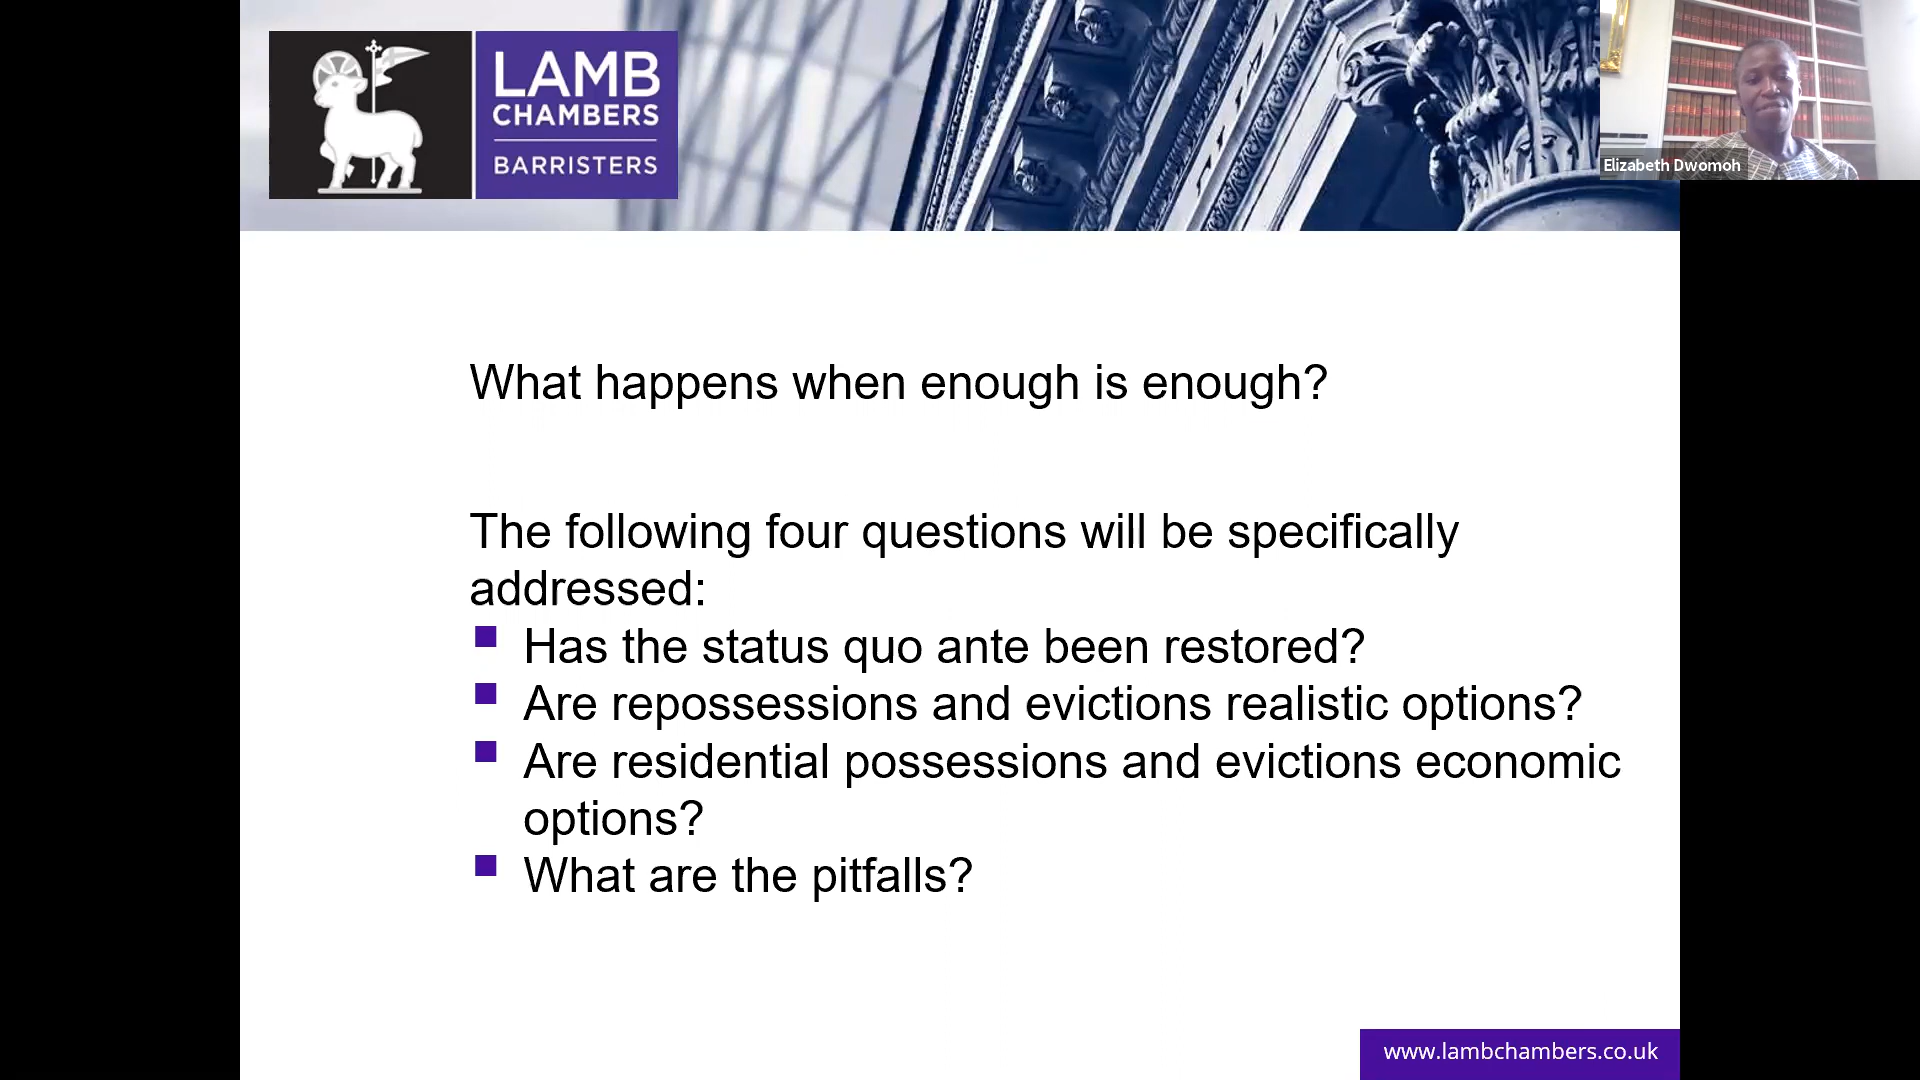 LAMB
CHAMBERS
BARRISTERS
Elizabeth Dwomoh
What happens when enough is enough?
The following four questions will be specifically
addressed:
Has the status quo ante been restored?
Are repossessions and evictions realistic options?
Are residential possessions and evictions economic
options?
What are the pitfalls?
www.lambchambers.co.uk